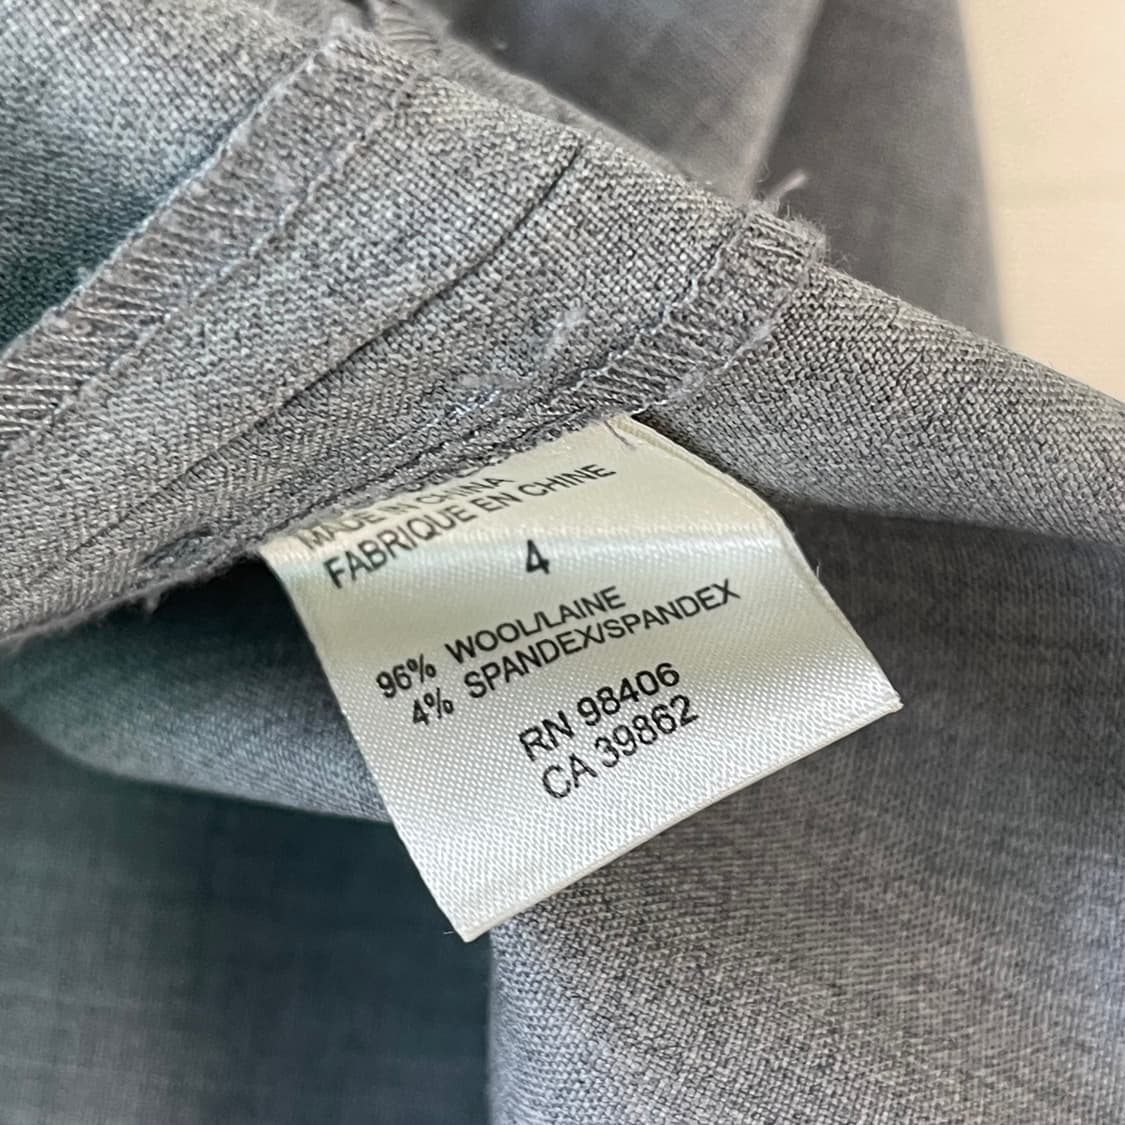 MADE IN CHINA
FABRIQUE EN CHINE
4
96% WOOL/LAINE
4% SPANDEX/SPANDEX
RN 98406
CA 39862